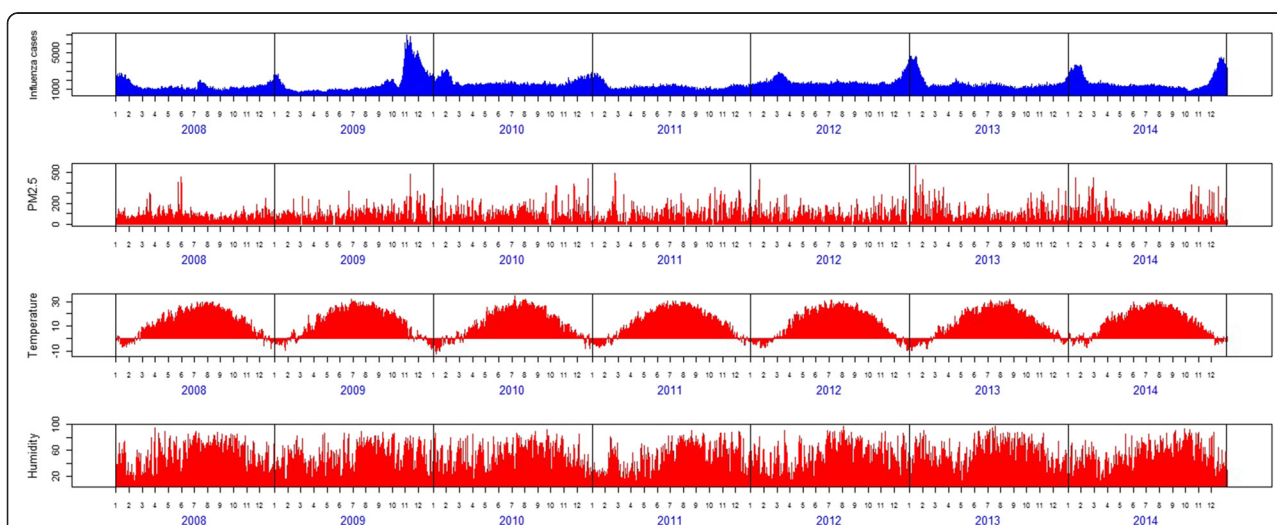 Influenza cases
5000
1000
1 2 3 4 5 6 7 8 9 10 11 12 1 2 3 4 5 6 7 8 9 10 11 12 1 2 3 4 5 6 7 8 9 10 11 12 1 2 3 4 5 6 7 8 9 10 11 12 1 2 3 4 5 6 7 8 9 10 11 12 1 2 3 4 5 6 7 8 9 10 11 12 1 2 3 4 5 6 7 8 9 10 11 12
2008 2009 2010 2011 2012 2013 2014
PM2.5
500
200
0
1 2 3 4 5 6 7 8 9 10 11 12 1 2 3 4 5 6 7 8 9 10 11 12 1 2 3 4 5 6 7 8 9 10 11 12 1 2 3 4 5 6 7 8 9 10 11 12 1 2 3 4 5 6 7 8 9 10 11 12 1 2 3 4 5 6 7 8 9 10 11 12 1 2 3 4 5 6 7 8 9 10 11 12
2008 2009 2010 2011 2012 2013 2014
Temperature
30
10
-10
1 2 3 4 5 6 7 8 9 10 11 12 1 2 3 4 5 6 7 8 9 10 11 12 1 2 3 4 5 6 7 8 9 10 11 12 1 2 3 4 5 6 7 8 9 10 11 12 1 2 3 4 5 6 7 8 9 10 11 12 1 2 3 4 5 6 7 8 9 10 11 12 1 2 3 4 5 6 7 8 9 10 11 12
2008 2009 2010 2011 2012 2013 2014
Humidity
100
60
20
1 2 3 4 5 6 7 8 9 10 11 12 1 2 3 4 5 6 7 8 9 10 11 12 1 2 3 4 5 6 7 8 9 10 11 12 1 2 3 4 5 6 7 8 9 10 11 12 1 2 3 4 5 6 7 8 9 10 11 12 1 2 3 4 5 6 7 8 9 10 11 12 1 2 3 4 5 6 7 8 9 10 11 12
2008 2009 2010 2011 2012 2013 2014